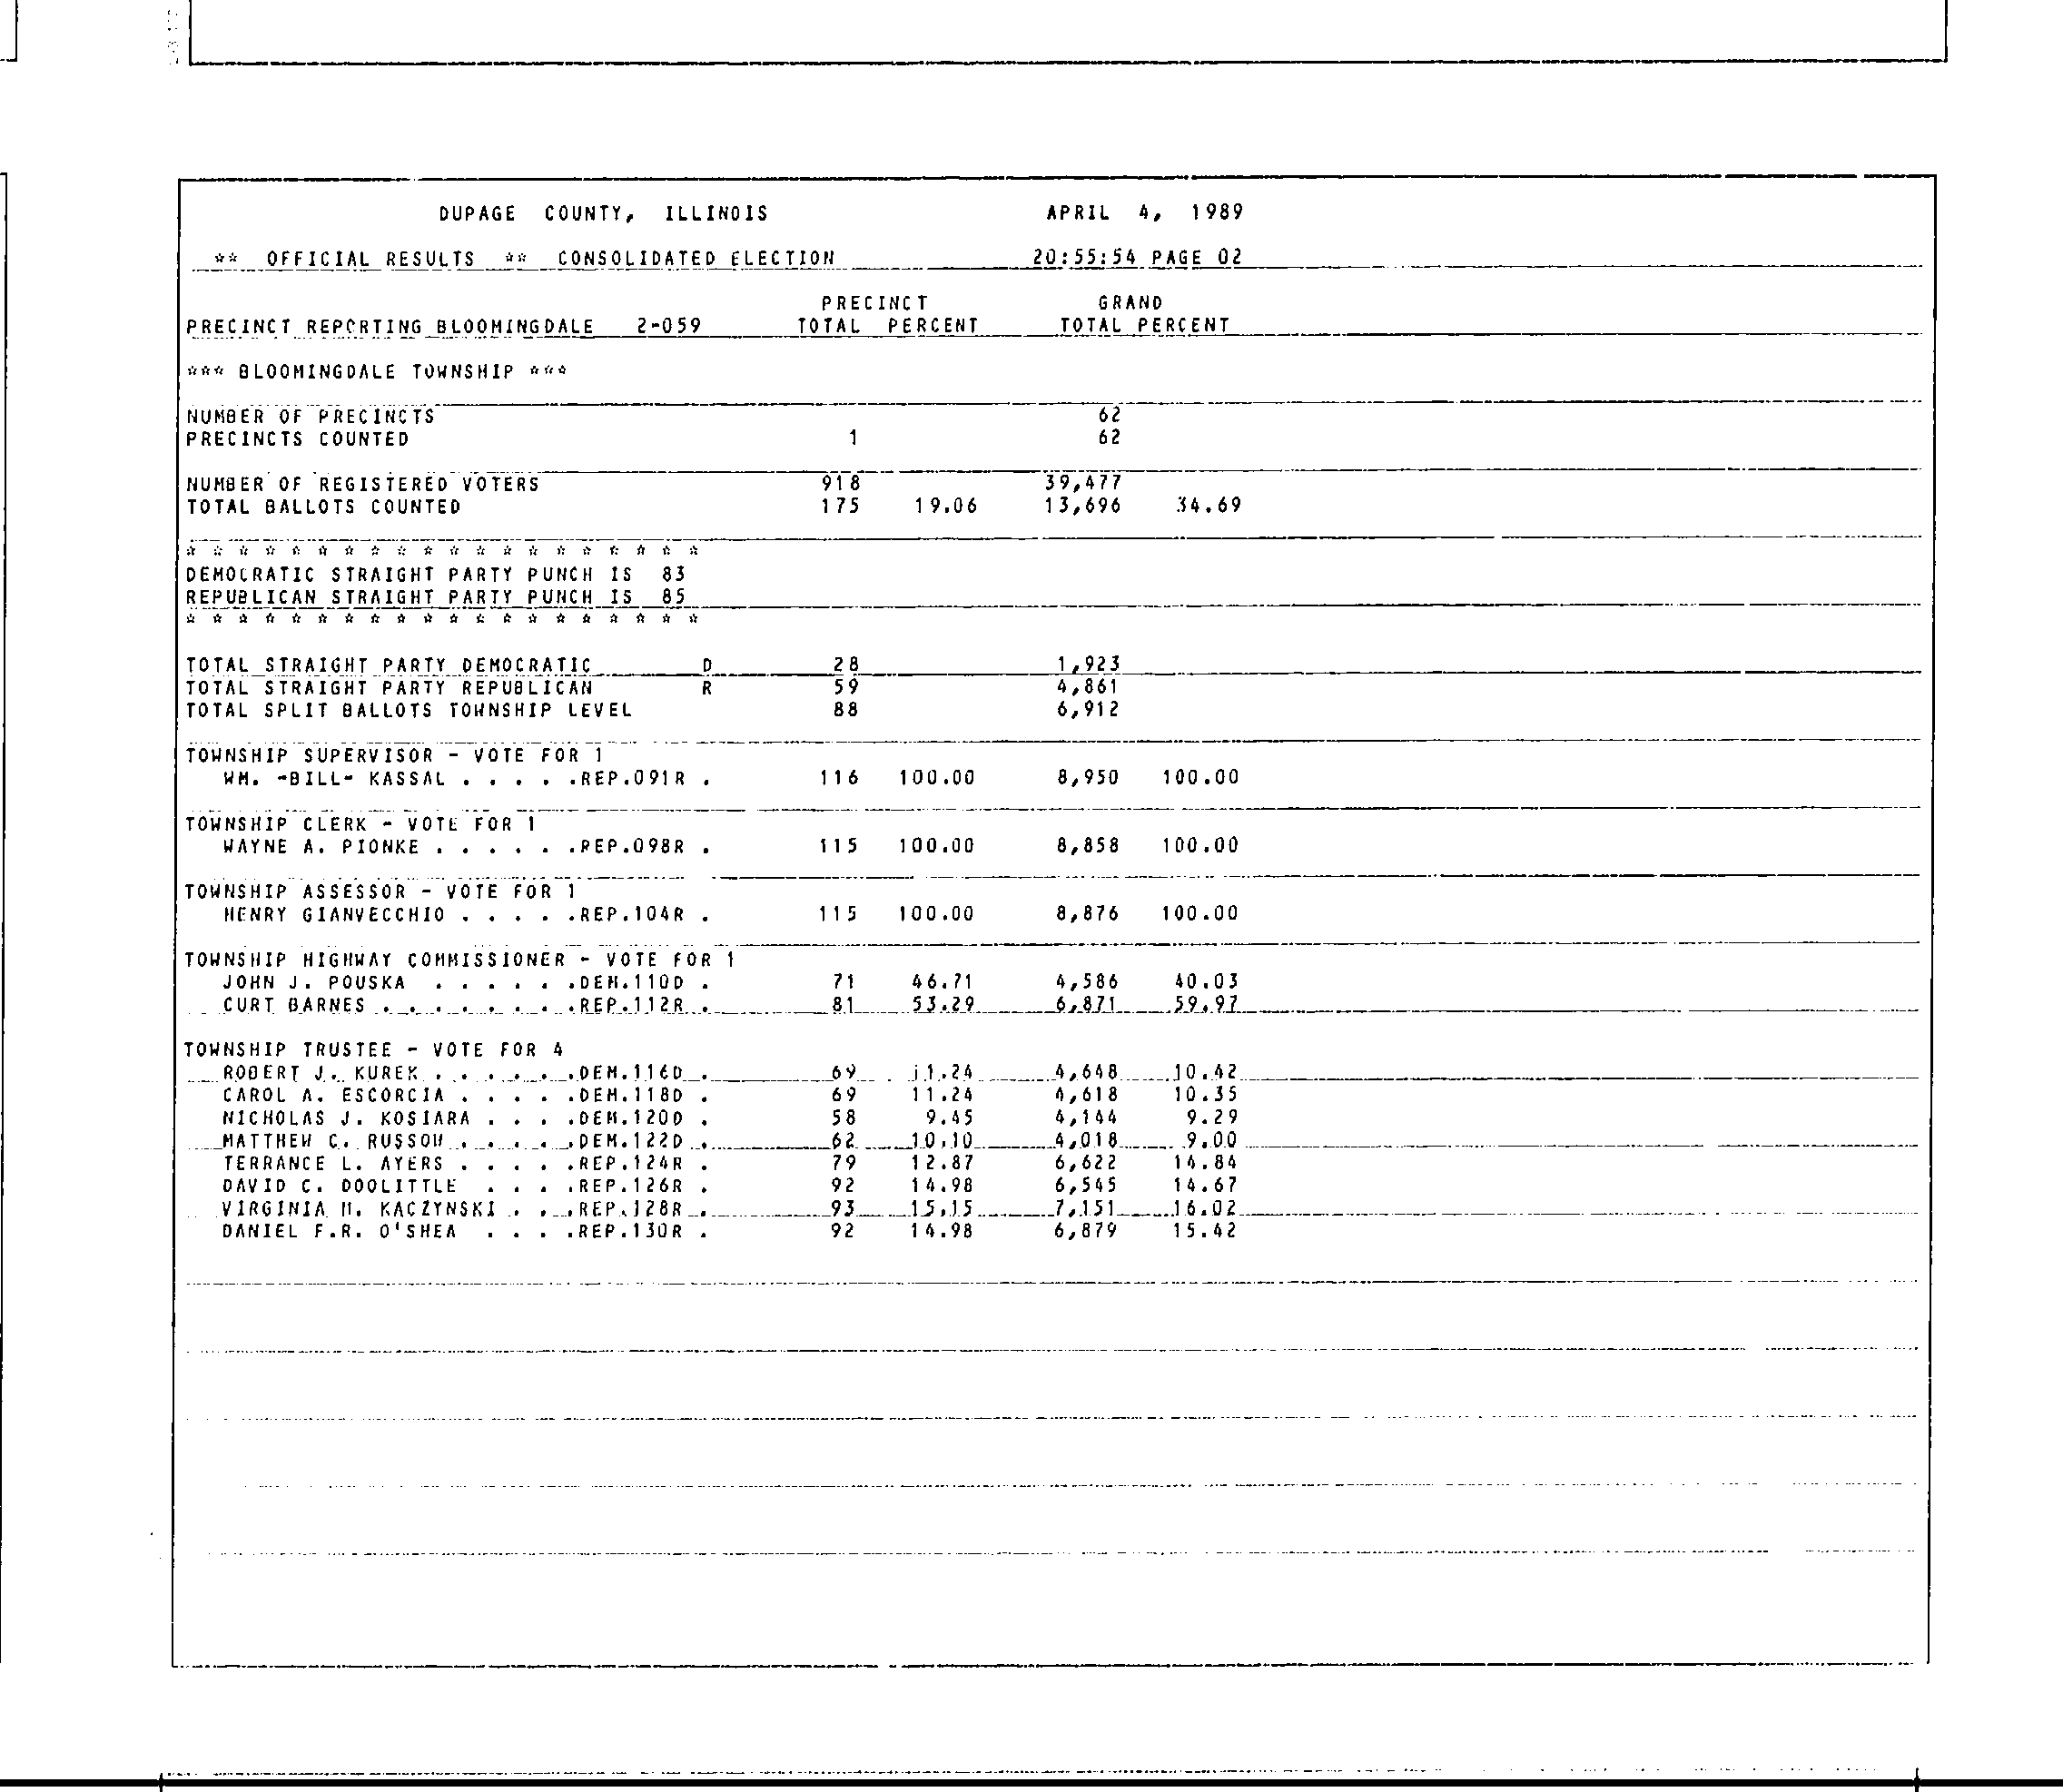 DUPAGE COUNTY, ILLINOIS APRIL 4, 1989
** OFFICIAL RESULTS ** CONSOLIDATED ELECTION 20:55:54 PAGE 02
PRECINCT GRAND
PRECINCT REPORTING BLOOMINGDALE 2-059 TOTAL PERCENT TOTAL PERCENT
*** BLOOMINGDALE TOWNSHIP ***
NUMBER OF PRECINCTS 62
PRECINCTS COUNTED 1 62
NUMBER OF REGISTERED VOTERS 918 39,477
TOTAL BALLOTS COUNTED 175 19.06 13,696 34.69
* * * * * * * * * * * * * * * * * * * *
DEMOCRATIC STRAIGHT PARTY PUNCH IS 83
REPUBLICAN STRAIGHT PARTY PUNCH IS 85
* * * * * * * * * * * * * * * * * * * *
TOTAL STRAIGHT PARTY DEMOCRATIC D 28 1,923
TOTAL STRAIGHT PARTY REPUBLICAN R 59 4,861
TOTAL SPLIT BALLOTS TOWNSHIP LEVEL 88 6,912
TOWNSHIP SUPERVISOR - VOTE FOR 1
WM. -BILL- KASSAL . . . . .REP.091R . 116 100.00 8,950 100.00
TOWNSHIP CLERK - VOTE FOR 1
WAYNE A. PIONKE . . . . . .REP.098R . 115 100.00 8,858 100.00
TOWNSHIP ASSESSOR - VOTE FOR 1
HENRY GIANVECCHIO . . . . .REP.104R . 115 100.00 8,876 100.00
TOWNSHIP HIGHWAY COMMISSIONER - VOTE FOR 1
JOHN J. POUSKA . . . . . .DEM.110D . 71 46.71 4,586 40.03
CURT BARNES . . . . . . . .REP.112R . 81 53.29 6,871 59.97
TOWNSHIP TRUSTEE - VOTE FOR 4
ROBERT J. KUREK . . . . . .DEM.116D . 69 11.24 4,648 10.42
CAROL A. ESCORCIA . . . . .DEM.118D . 69 11.24 4,618 10.35
NICHOLAS J. KOSIARA . . . .DEM.120D . 58 9.45 4,144 9.29
MATTHEW C. RUSSOW . . . . .DEM.122D . 62 10.10 4,018 9.00
TERRANCE L. AYERS . . . . .REP.124R . 79 12.87 6,622 14.84
DAVID C. DOOLITTLE . . . .REP.126R . 92 14.98 6,545 14.67
VIRGINIA M. KACZYNSKI . . .REP.128R . 93 15.15 7,151 16.02
DANIEL F.R. O'SHEA . . . .REP.130R . 92 14.98 6,879 15.42